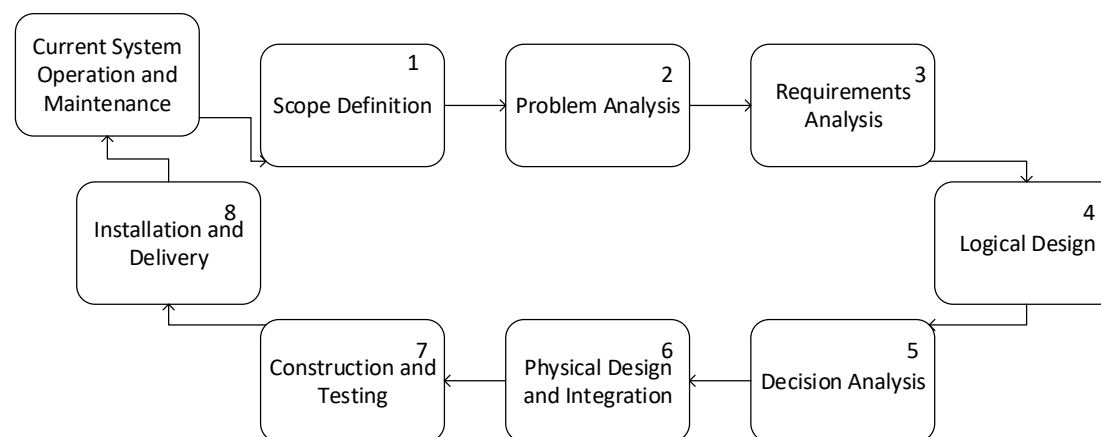 Current System
Operation and
Maintenance
1
Scope Definition
2
Problem Analysis
3
Requirements
Analysis
4
Logical Design
5
Decision Analysis
6
Physical Design
and Integration
7
Construction and
Testing
8
Installation and
Delivery